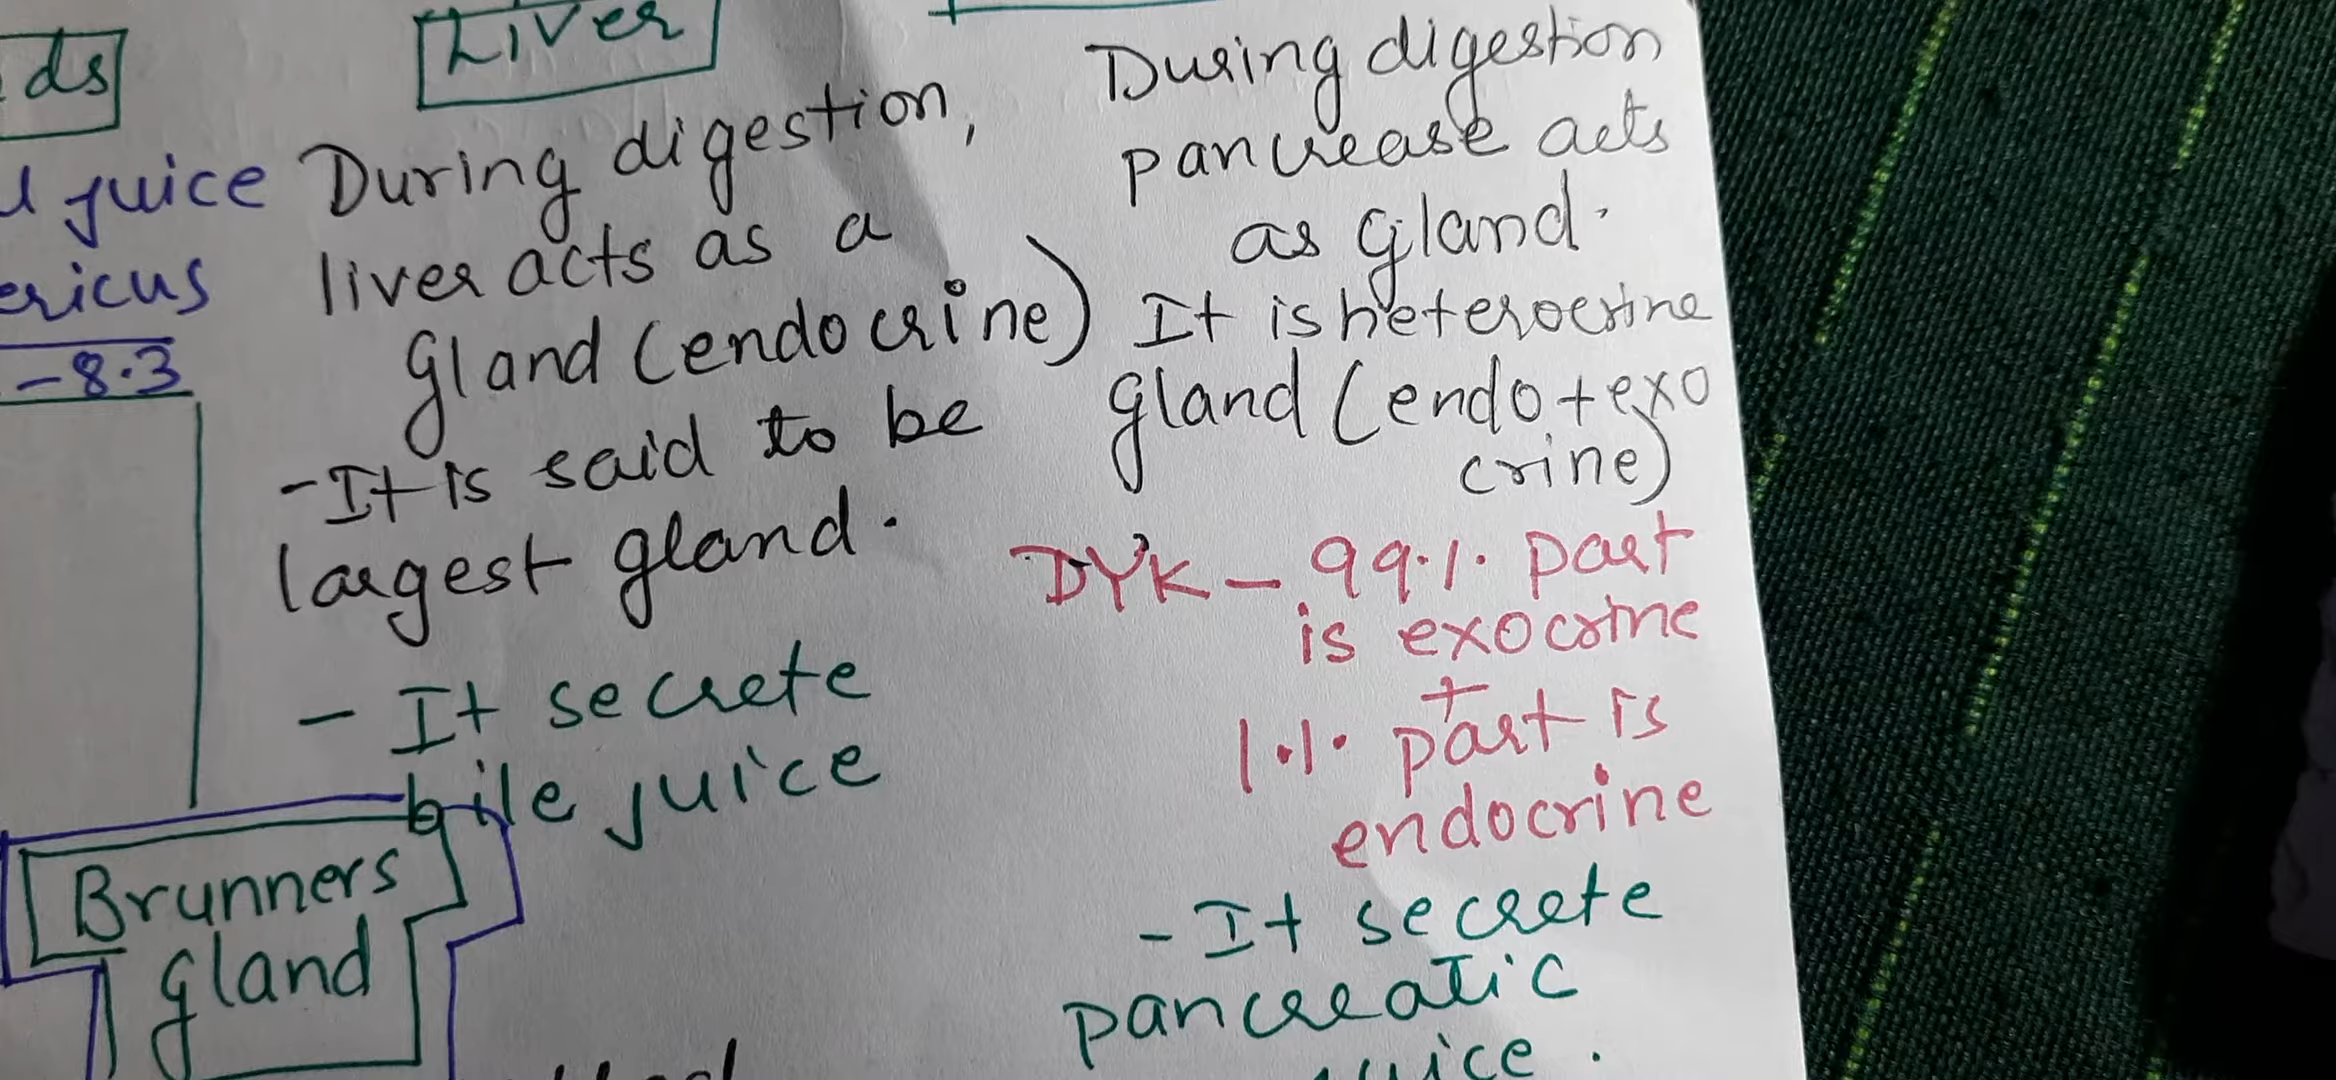 ds
l juice
ericus
-8.3
Liver
During digestion,
liver acts as a
gland (endocrine)
-It is said to be
largest gland.
- It secrete
bile juice
Brunners
gland
During digestion
pancrease acts
as gland.
It is heterocrine
gland (endo+exo
crine)
DYK - 99% part
is exocrine
+
1% part is
endocrine
- It secrete
pancreatic
juice.